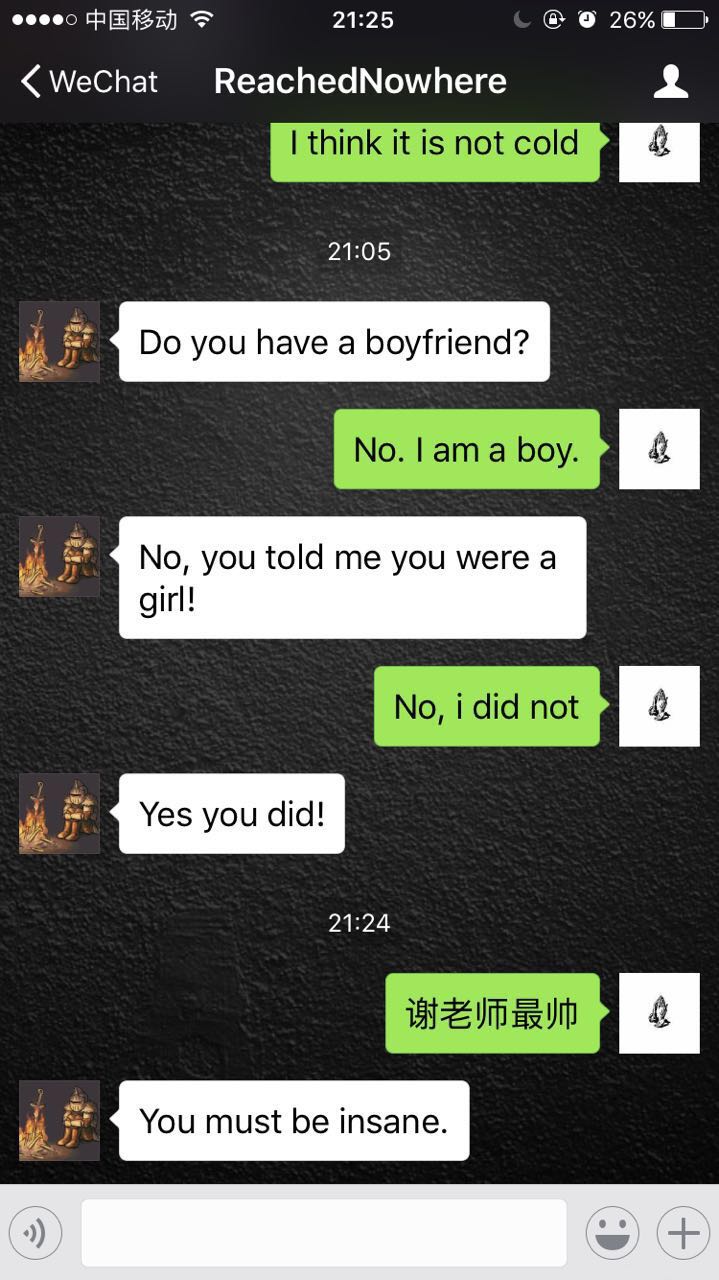 中国移动
21:25
26%
WeChat
ReachedNowhere
I think it is not cold
21:05
Do you have a boyfriend?
No. I am a boy.
No, you told me you were a
girl!
No, i did not
Yes you did!
21:24
谢老师最帅
You must be insane.